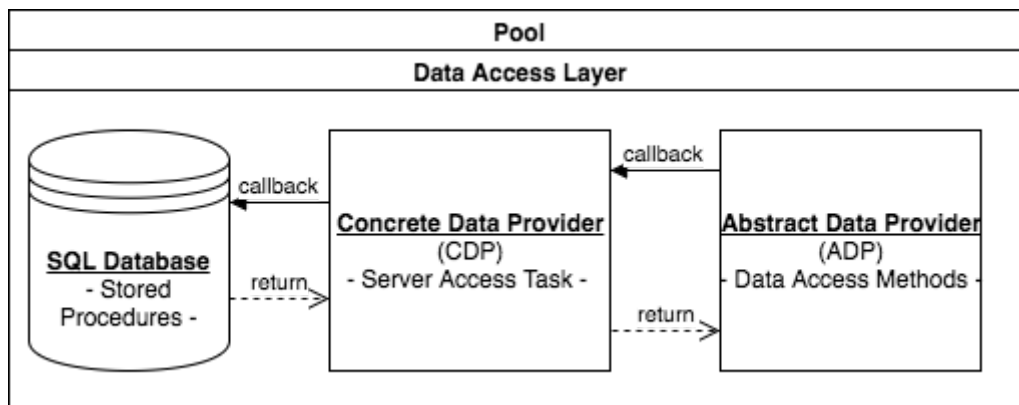 Pool
Data Access Layer
callback
callback
SQL Database
- Stored
Procedures -
Concrete Data Provider
(CDP)
- Server Access Task -
Abstract Data Provider
(ADP)
- Data Access Methods -
return
return